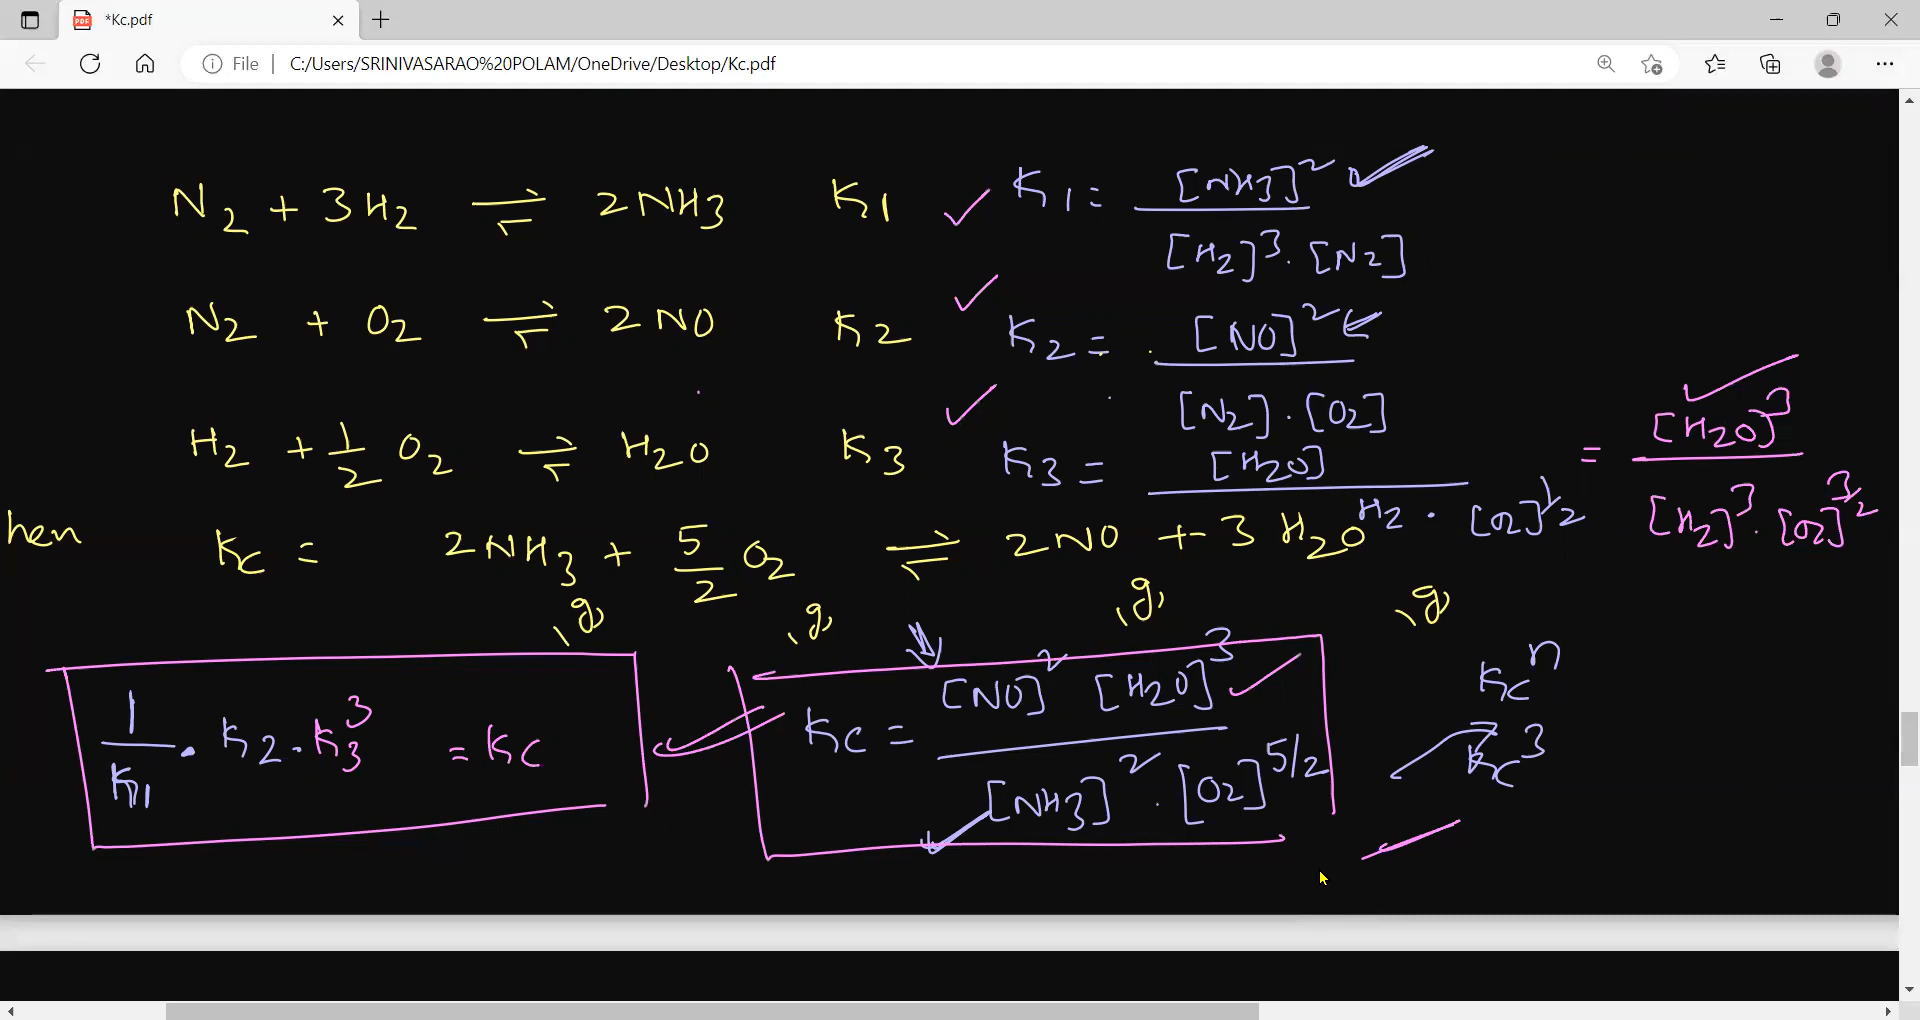 *Kc.pdf
File | C:/Users/SRINIVASARAO%20POLAM/OneDrive/Desktop/Kc.pdf
N2 + 3H2 ⇌ 2NH3 K1 ✓ K1 = [NH3]^2 / [H2]^3 . [N2] ✓
N2 + O2 ⇌ 2NO K2 ✓ K2 = [NO]^2 / [N2] . [O2]
H2 + 1/2 O2 ⇌ H2O K3 ✓ K3 = [H2O] / H2 . [O2]^1/2 = [H2O]^3 / [H2]^3 . [O2]^3/2 ✓
hen Kc = 2NH3 + 5/2 O2 ⇌ 2NO + 3H2O
(g) (g) (g) (g)
1/K1 . K2 . K3^3 = Kc
Kc = [NO]^2 [H2O]^3 / [NH3]^2 . [O2]^5/2 ✓
Kc^n
Kc^3